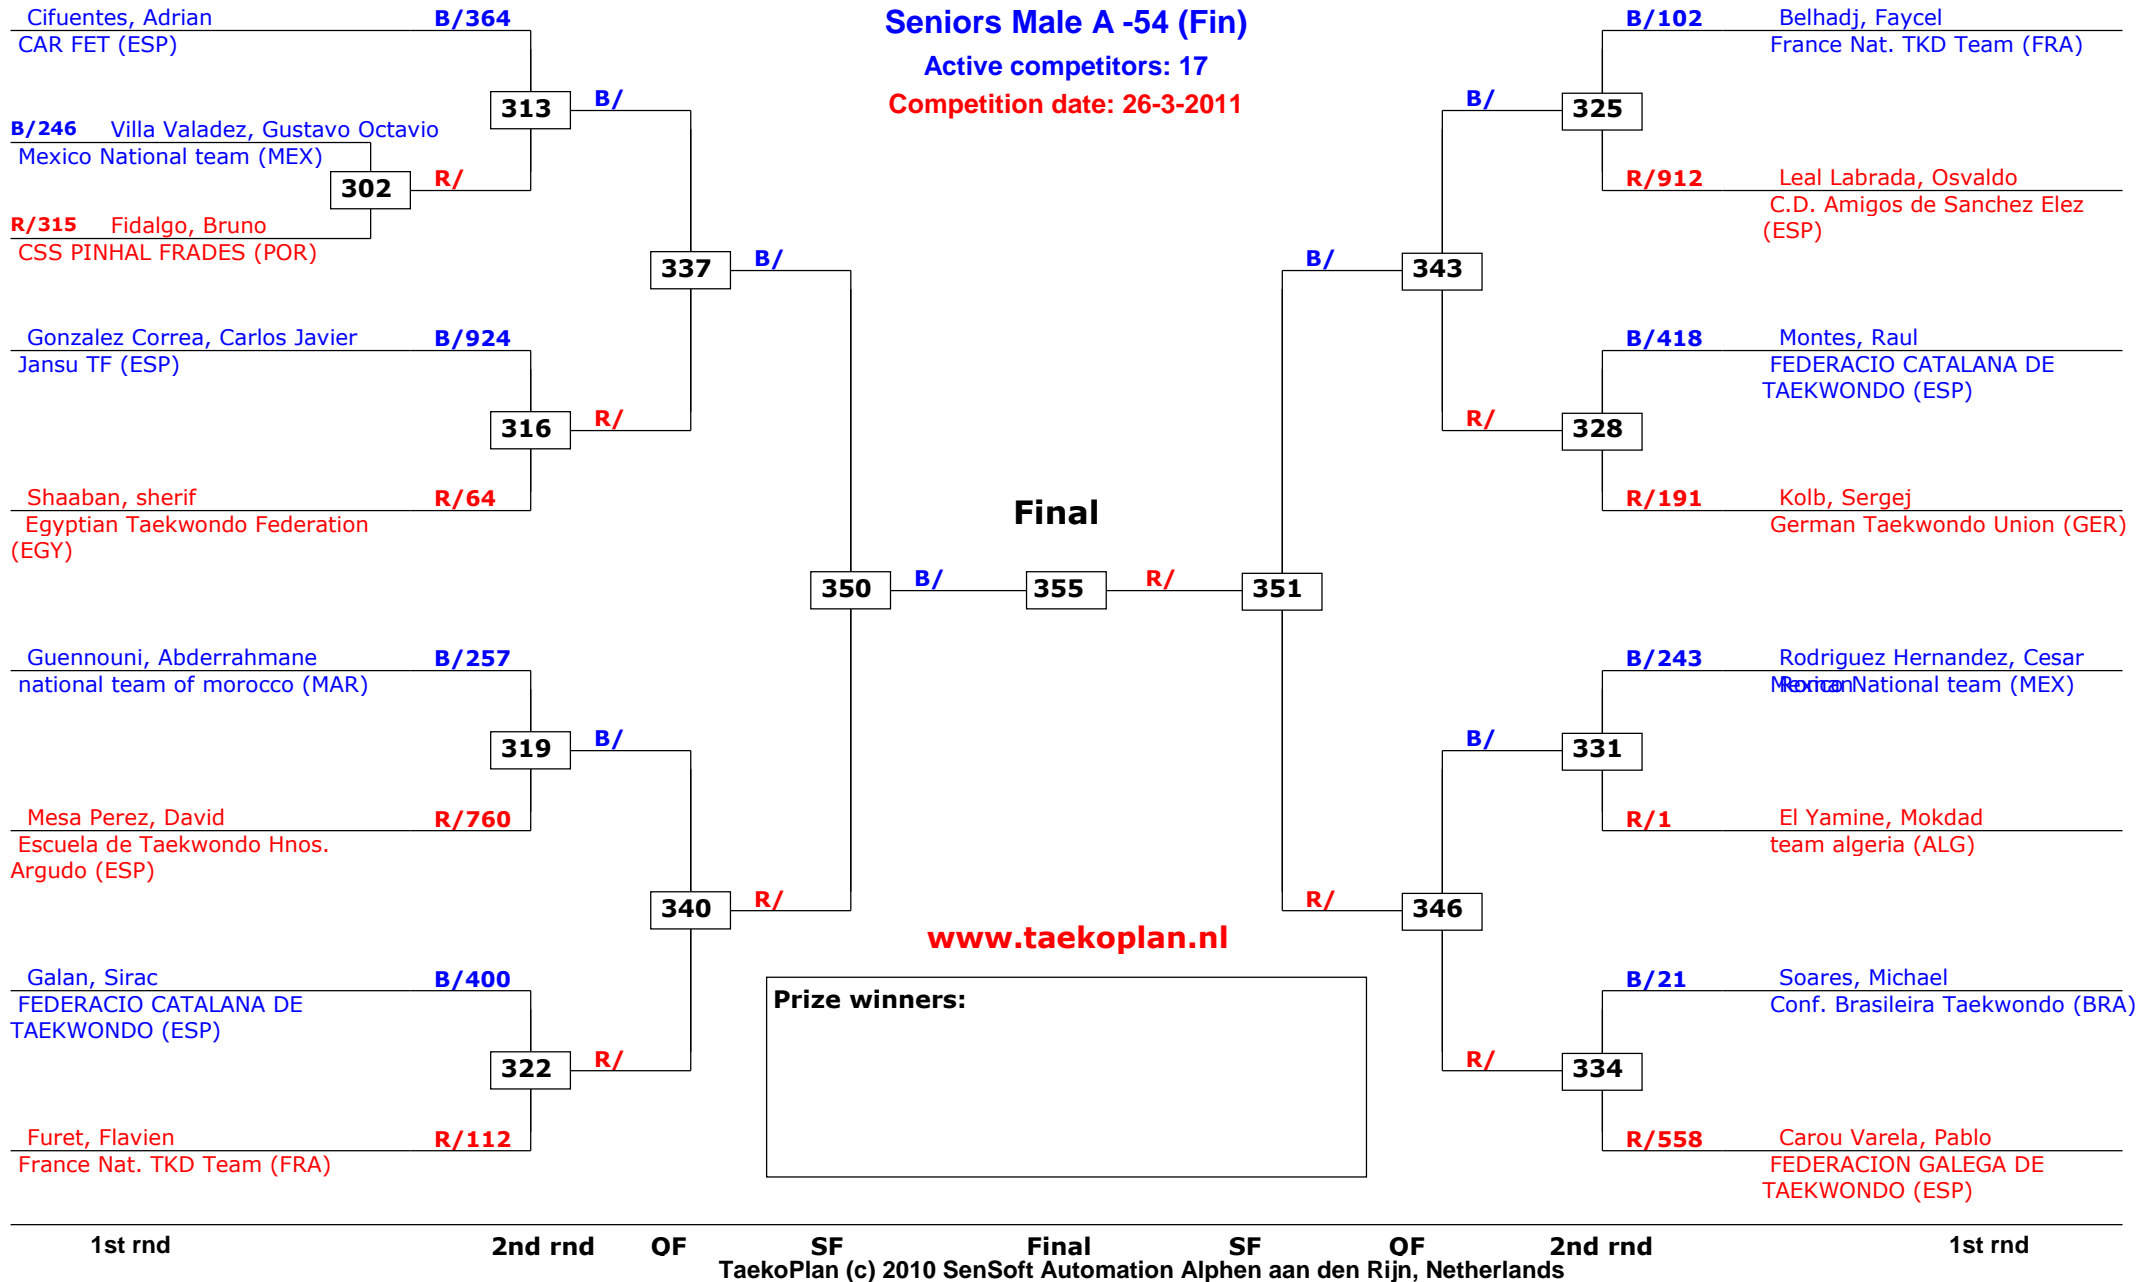 Seniors Male A -54 (Fin)
Active competitors: 17
Competition date: 26-3-2011
Cifuentes, Adrian B/364
CAR FET (ESP)
313
B/
B/246 Villa Valadez, Gustavo Octavio
Mexico National team (MEX)
302
R/
R/315 Fidalgo, Bruno
CSS PINHAL FRADES (POR)
337
B/
Gonzalez Correa, Carlos Javier B/924
Jansu TF (ESP)
316
R/
Shaaban, sherif R/64
Egyptian Taekwondo Federation
(EGY)
350
B/
Guennouni, Abderrahmane B/257
national team of morocco (MAR)
319
B/
Mesa Perez, David R/760
Escuela de Taekwondo Hnos.
Argudo (ESP)
340
R/
Galan, Sirac B/400
FEDERACIO CATALANA DE
TAEKWONDO (ESP)
322
R/
Furet, Flavien R/112
France Nat. TKD Team (FRA)
Final
355
R/
351
B/102 Belhadj, Faycel
France Nat. TKD Team (FRA)
B/
325
R/912 Leal Labrada, Osvaldo
C.D. Amigos de Sanchez Elez
(ESP)
B/
343
B/418 Montes, Raul
FEDERACIO CATALANA DE
TAEKWONDO (ESP)
R/
328
R/191 Kolb, Sergej
German Taekwondo Union (GER)
B/243 Rodriguez Hernandez, Cesar
Roman
Mexico National team (MEX)
B/
331
R/1 El Yamine, Mokdad
team algeria (ALG)
R/
346
B/21 Soares, Michael
Conf. Brasileira Taekwondo (BRA)
R/
334
R/558 Carou Varela, Pablo
FEDERACION GALEGA DE
TAEKWONDO (ESP)
www.taekoplan.nl
Prize winners:
1st rnd 2nd rnd QF SF Final SF QF 2nd rnd 1st rnd
TaekoPlan (c) 2010 SenSoft Automation Alphen aan den Rijn, Netherlands